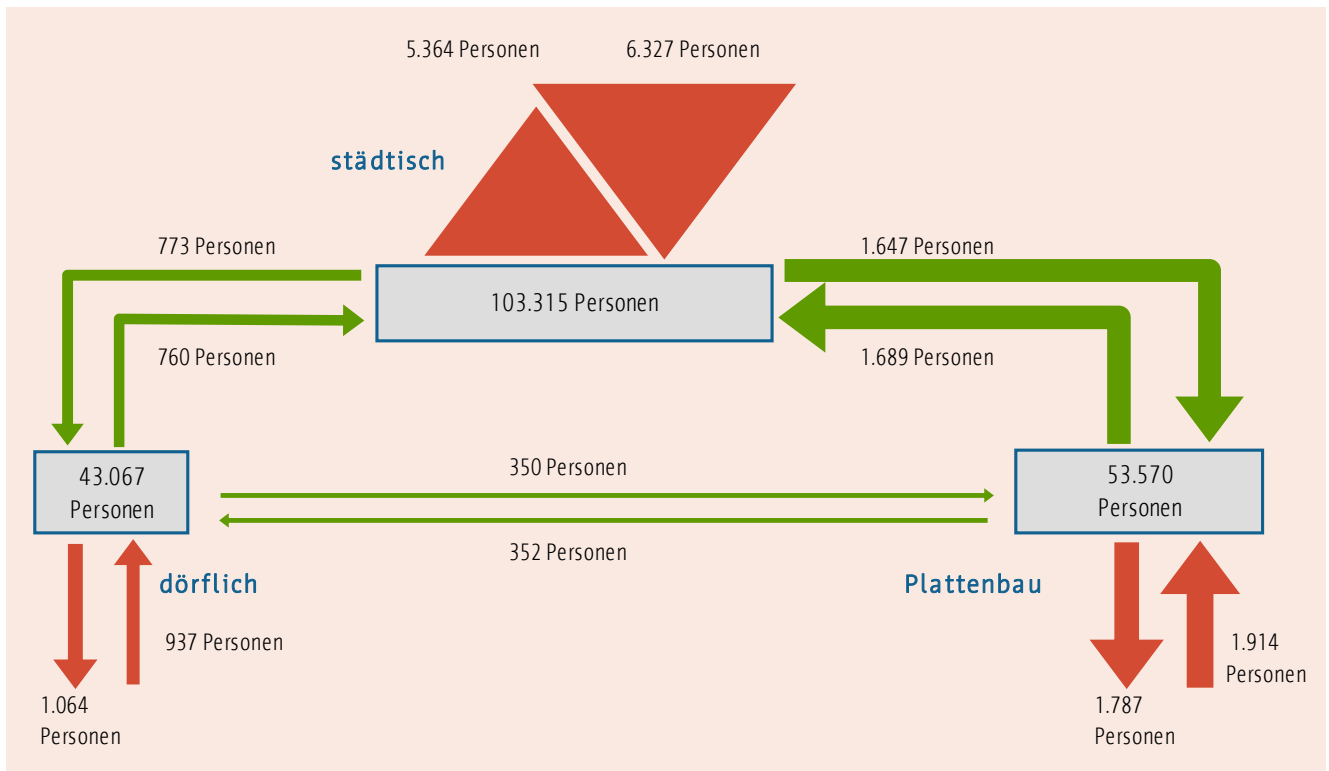 5.364 Personen
6.327 Personen
städtisch
773 Personen
1.647 Personen
103.315 Personen
760 Personen
1.689 Personen
43.067
Personen
350 Personen
53.570
Personen
352 Personen
dörflich
Plattenbau
937 Personen
1.914
Personen
1.064
Personen
1.787
Personen